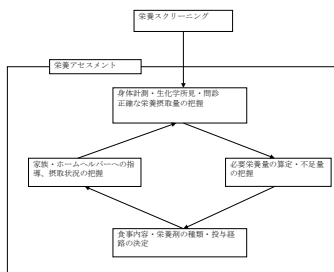 栄養スクリーニング
栄養アセスメント
身体計測・生化学所見・問診
正確な栄養摂取量の把握
家族・ホームヘルパーへの指
導、摂取状況の把握
必要栄養量の算定・不足量
の把握
食事内容・栄養剤の種類・投与経
路の決定